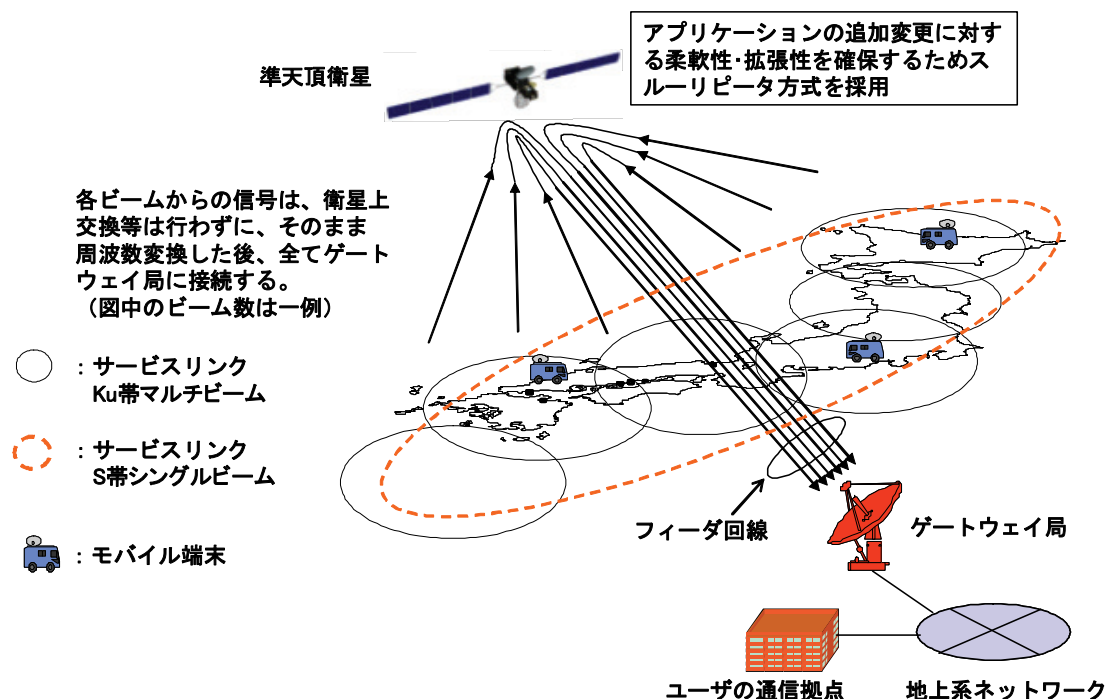 アプリケーションの追加変更に対す
る柔軟性・拡張性を確保するためス
ルーリピータ方式を採用
準天頂衛星
各ビームからの信号は、衛星上
交換等は行わずに、そのまま
周波数変換した後、全てゲート
ウェイ局に接続する。
（図中のビーム数は一例）
：サービスリンク
Ku帯マルチビーム
：サービスリンク
S帯シングルビーム
：モバイル端末
フィーダ回線
ゲートウェイ局
ユーザの通信拠点
地上系ネットワーク